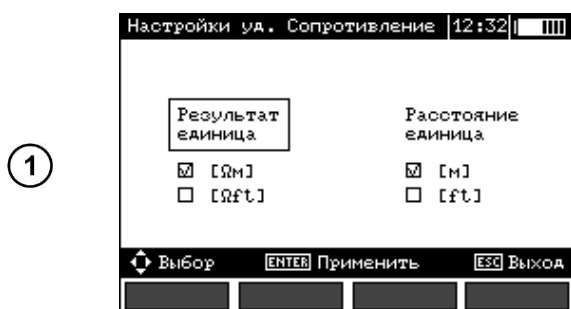 Настройки уд. Сопротивление 12:32
Результат единица
Расстояние единица
☑ [Ωм]
☐ [Ωft]
☑ [м]
☐ [ft]
1
Выбор ENTER Применить ESC Выход